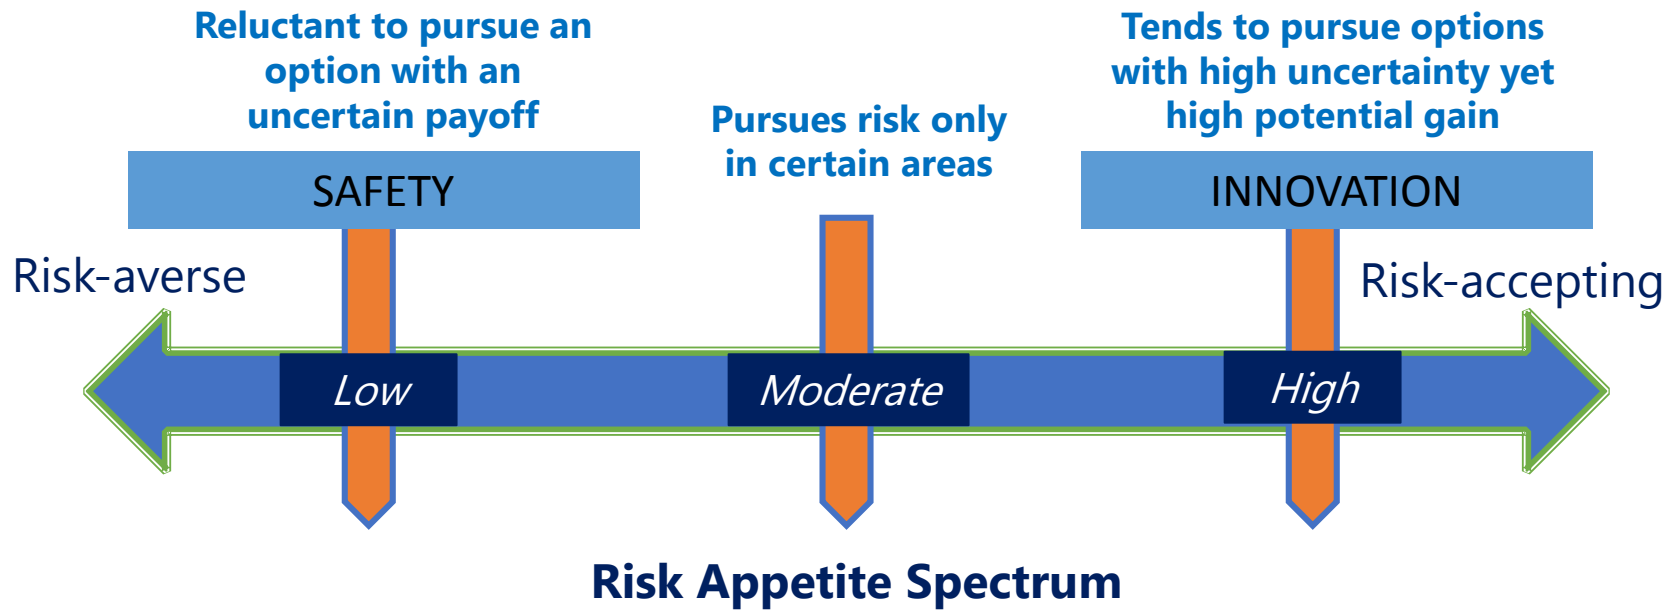 Reluctant to pursue an
option with an
uncertain payoff
SAFETY
Pursues risk only
in certain areas
Tends to pursue options
with high uncertainty yet
high potential gain
INNOVATION
Risk-averse
Risk-accepting
Low
Moderate
High
Risk Appetite Spectrum